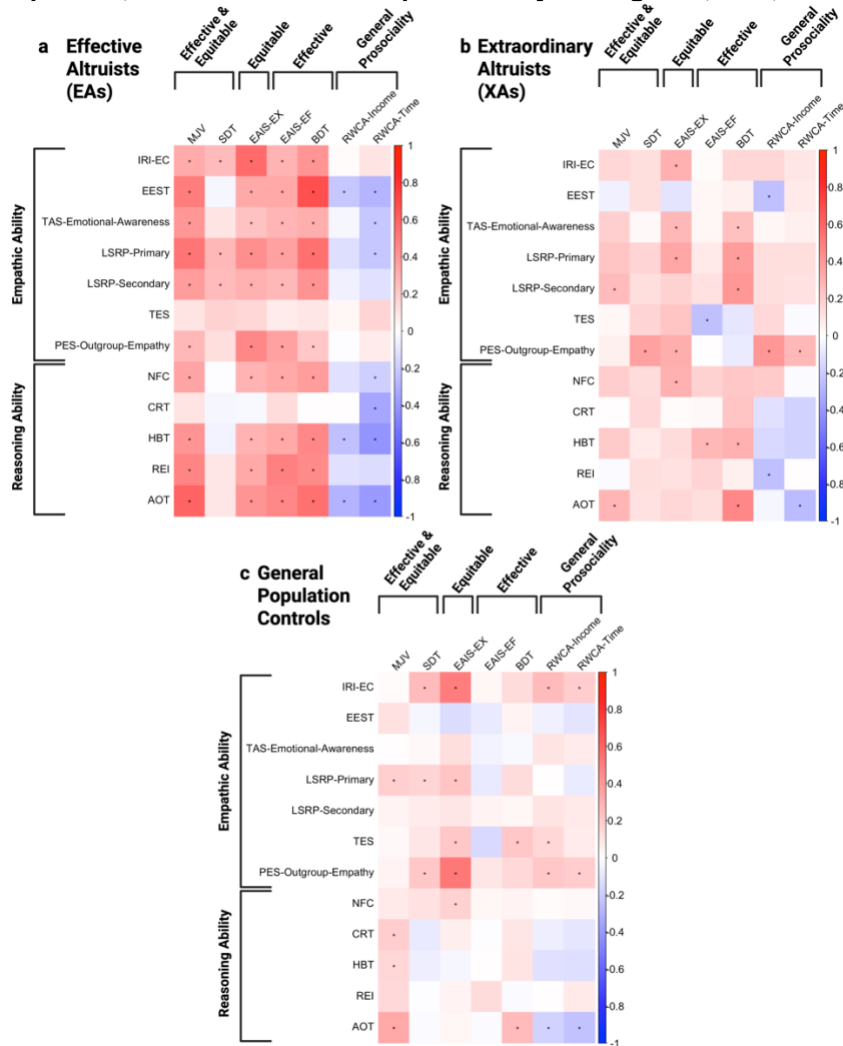 a Effective
Altruists
(EAs)
Effective &
Equitable
Equitable
Effective
General
Prosociality
MJV
SDT
EAIS-EX
EAIS-EF
BDT
RWCA-Income
RWCA-Time
Empathic Ability
IRI-EC
EEST
TAS-Emotional-Awareness
LSRP-Primary
LSRP-Secondary
TES
PES-Outgroup-Empathy
Reasoning Ability
NFC
CRT
HBT
REI
AOT
1
0.8
0.6
0.4
0.2
0
-0.2
-0.4
-0.6
-0.8
-1
b Extraordinary
Altruists
(XAs)
Effective &
Equitable
Equitable
Effective
General
Prosociality
MJV
SDT
EAIS-EX
EAIS-EF
BDT
RWCA-Income
RWCA-Time
Empathic Ability
IRI-EC
EEST
TAS-Emotional-Awareness
LSRP-Primary
LSRP-Secondary
TES
PES-Outgroup-Empathy
Reasoning Ability
NFC
CRT
HBT
REI
AOT
1
0.8
0.6
0.4
0.2
0
-0.2
-0.4
-0.6
-0.8
-1
c General
Population
Controls
Effective &
Equitable
Equitable
Effective
General
Prosociality
MJV
SDT
EAIS-EX
EAIS-EF
BDT
RWCA-Income
RWCA-Time
Empathic Ability
IRI-EC
EEST
TAS-Emotional-Awareness
LSRP-Primary
LSRP-Secondary
TES
PES-Outgroup-Empathy
Reasoning Ability
NFC
CRT
HBT
REI
AOT
1
0.8
0.6
0.4
0.2
0
-0.2
-0.4
-0.6
-0.8
-1